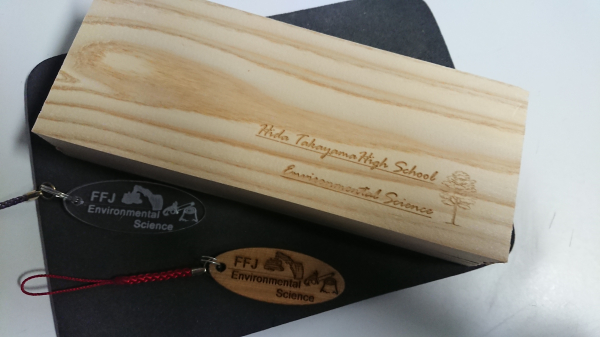 Hida Takayama High School
Environmental Science
FFJ
Environmental
Science
FFJ
Environmental
Science